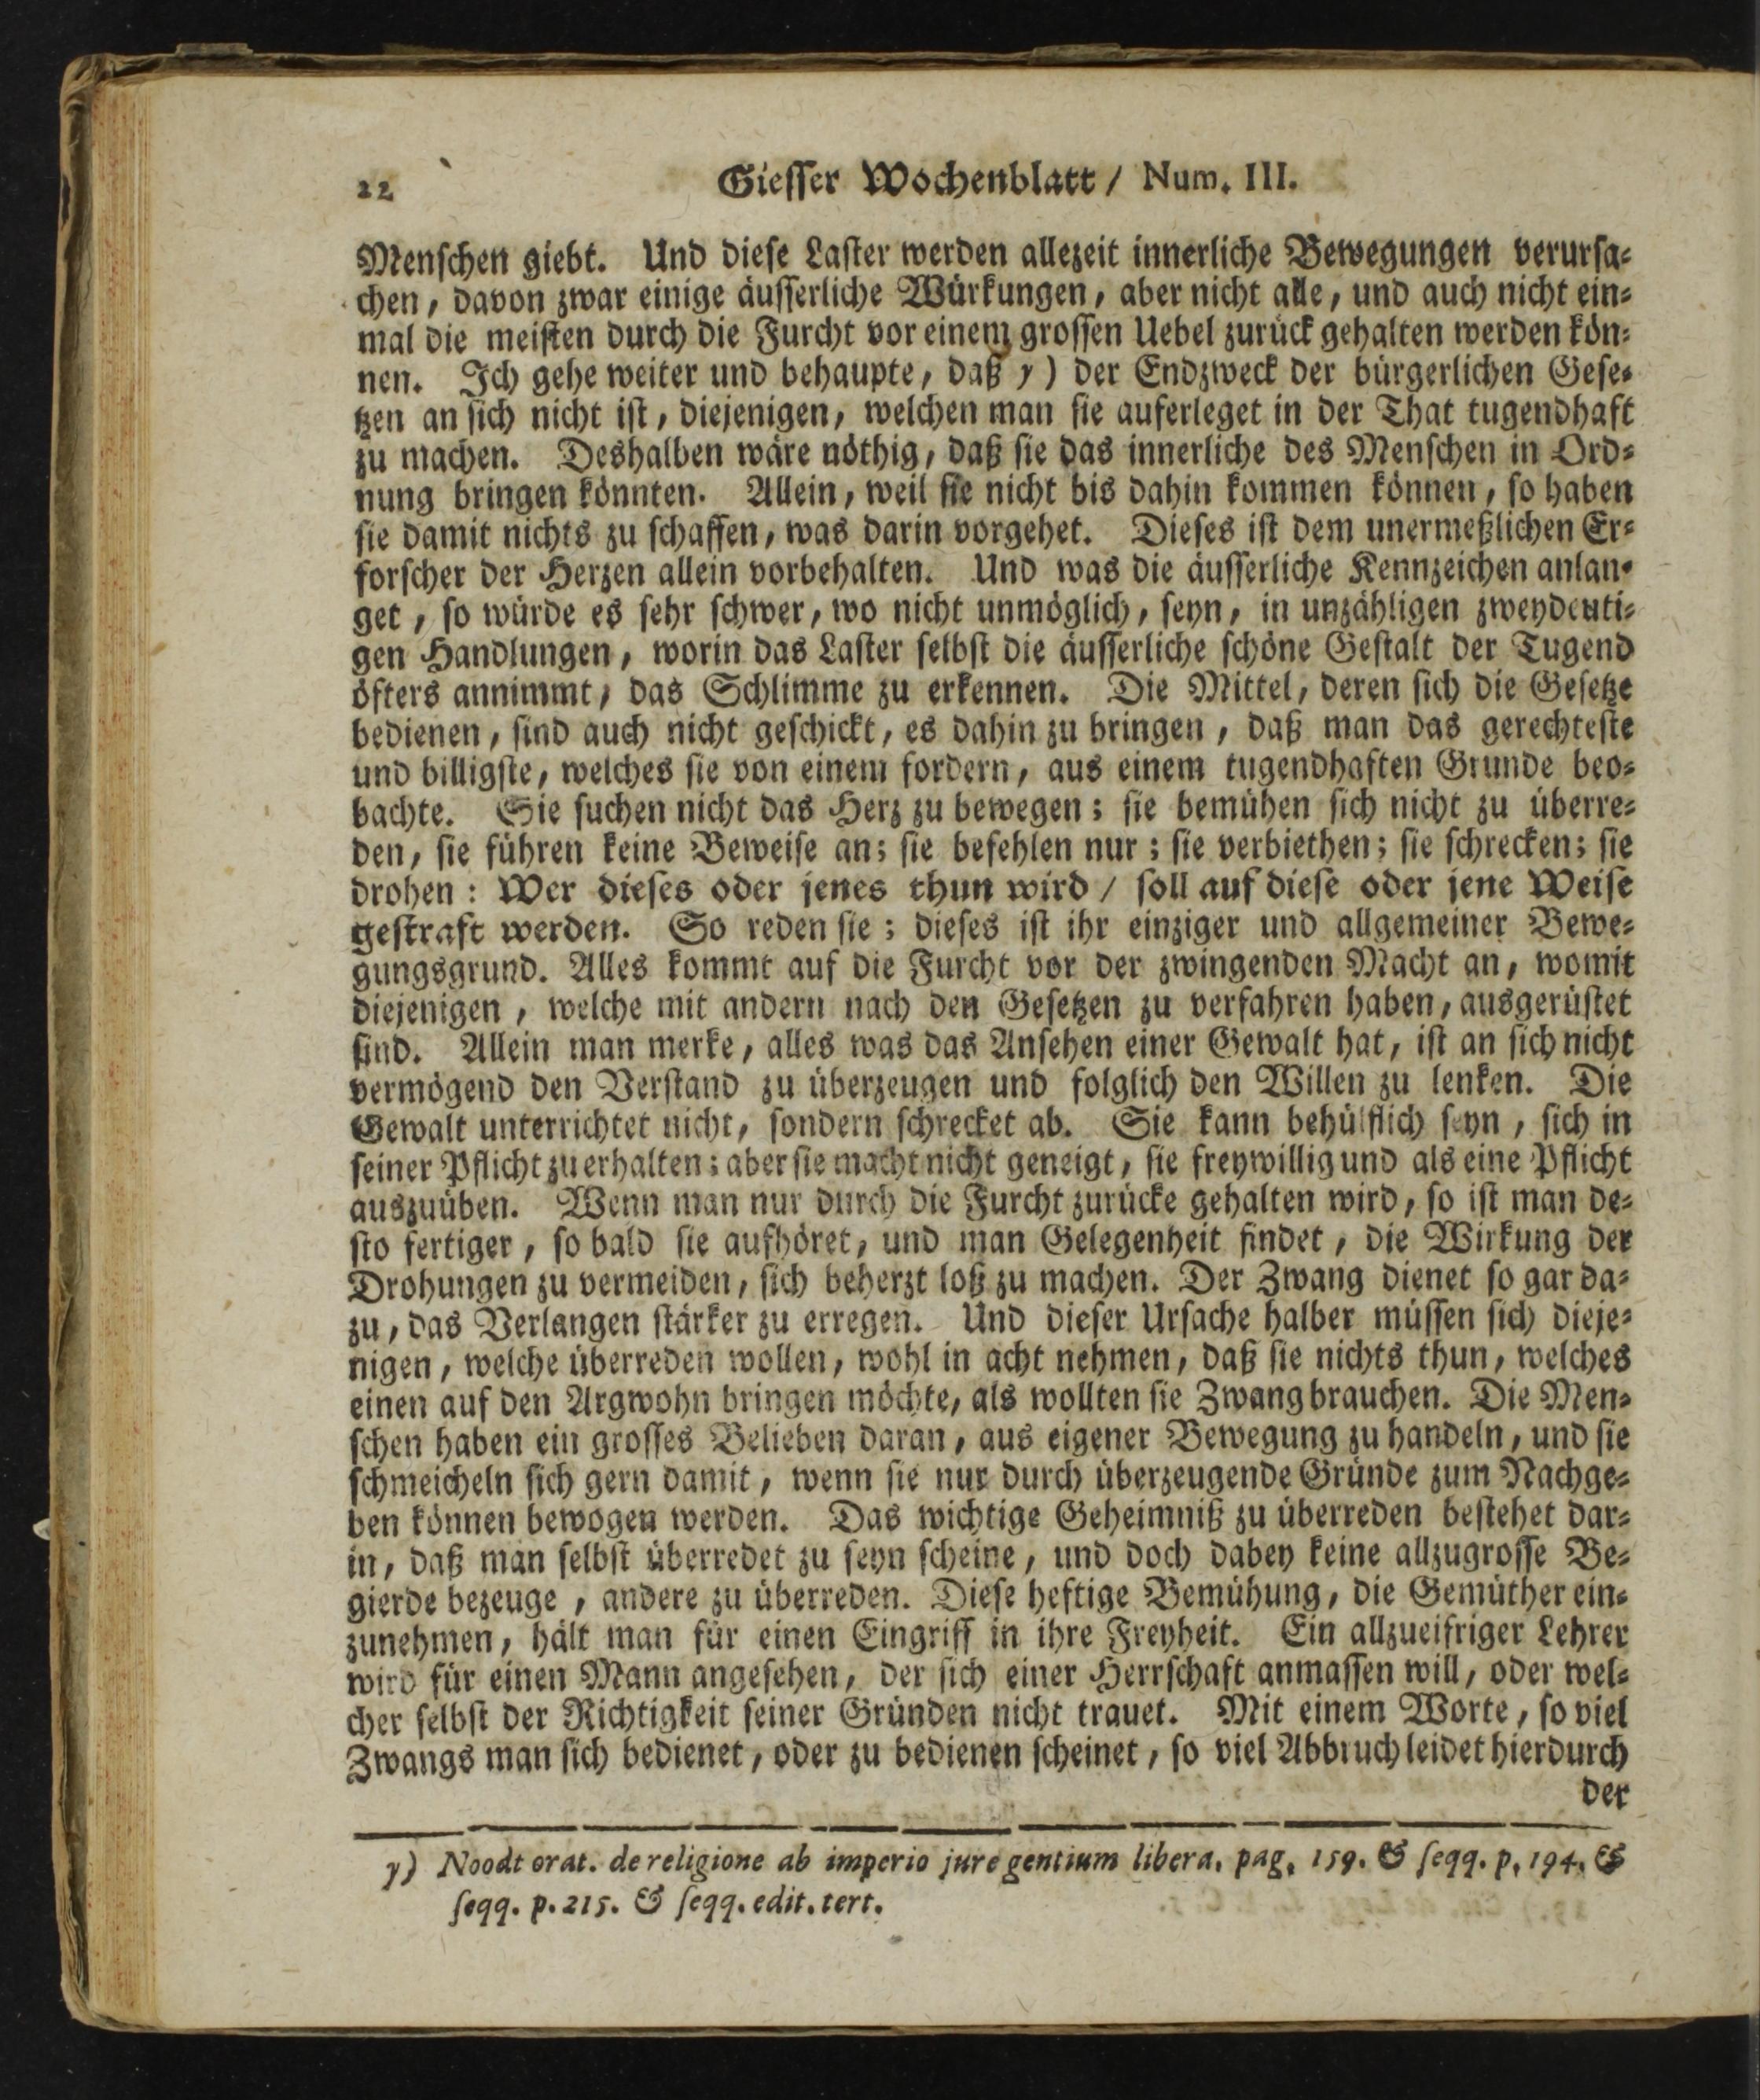 22 Giesser Wochenblatt / Num. III.
Menschen giebt. Und diese Laster werden allezeit innerliche Bewegungen verursa-
chen, davon zwar einige äusserliche Würkungen, aber nicht alle, und auch nicht ein-
mal die meisten durch die Furcht vor einem grossen Uebel zurück gehalten werden kön-
nen. Ich gehe weiter und behaupte, daß y) der Endzweck der bürgerlichen Gese-
tzen an sich nicht ist, diejenigen, welchen man sie auferleget in der That tugendhaft
zu machen. Deshalben wäre nöthig, daß sie das innerliche des Menschen in Ord-
nung bringen könnten. Allein, weil sie nicht bis dahin kommen können, so haben
sie damit nichts zu schaffen, was darin vorgehet. Dieses ist dem unermeßlichen Er-
forscher der Herzen allein vorbehalten. Und was die äusserliche Kennzeichen anlan-
get, so würde es sehr schwer, wo nicht unmöglich, seyn, in unzähligen zweydeuti-
gen Handlungen, worin das Laster selbst die äusserliche schöne Gestalt der Tugend
öfters annimmt, das Schlimme zu erkennen. Die Mittel, deren sich die Gesetze
bedienen, sind auch nicht geschickt, es dahin zu bringen, daß man das gerechteste
und billigste, welches sie von einem fordern, aus einem tugendhaften Grunde beo-
bachte. Sie suchen nicht das Herz zu bewegen; sie bemühen sich nicht zu überre-
den, sie führen keine Beweise an; sie befehlen nur; sie verbiethen; sie schrecken; sie
drohen: Wer dieses oder jenes thun wird / soll auf diese oder jene Weise
gestraft werden. So reden sie; dieses ist ihr einziger und allgemeiner Bewe-
gungsgrund. Alles kommt auf die Furcht vor der zwingenden Macht an, womit
diejenigen, welche mit andern nach den Gesetzen zu verfahren haben, ausgerüstet
sind. Allein man merke, alles was das Ansehen einer Gewalt hat, ist an sich nicht
vermögend den Verstand zu überzeugen und folglich den Willen zu lenken. Die
Gewalt unterrichtet nicht, sondern schrecket ab. Sie kann behülflich seyn, sich in
seiner Pflicht zu erhalten; aber sie macht nicht geneigt, sie freywillig und als eine Pflicht
auszuüben. Wenn man nur durch die Furcht zurücke gehalten wird, so ist man de-
sto fertiger, so bald sie aufhöret, und man Gelegenheit findet, die Wirkung der
Drohungen zu vermeiden, sich beherzt loß zu machen. Der Zwang dienet so gar da-
zu, das Verlangen stärker zu erregen. Und dieser Ursache halber müssen sich dieje-
nigen, welche überreden wollen, wohl in acht nehmen, daß sie nichts thun, welches
einen auf den Argwohn bringen möchte, als wollten sie Zwang brauchen. Die Men-
schen haben ein grosses Belieben daran, aus eigener Bewegung zu handeln, und sie
schmeicheln sich gern damit, wenn sie nur durch überzeugende Gründe zum Nachge-
ben können bewogen werden. Das wichtige Geheimniß zu überreden bestehet dar-
in, daß man selbst überredet zu seyn scheine, und doch dabey keine allzugrosse Be-
gierde bezeuge, andere zu überreden. Diese heftige Bemühung, die Gemüther ein-
zunehmen, hält man für einen Eingriff in ihre Freyheit. Ein allzueifriger Lehrer
wird für einen Mann angesehen, der sich einer Herrschaft anmassen will, oder wel-
cher selbst der Richtigkeit seiner Gründen nicht trauet. Mit einem Worte, so viel
Zwangs man sich bedienet, oder zu bedienen scheinet, so viel Abbruch leidet hierdurch
der
y) Noodt orat. de religione ab imperio jure gentium libera, pag. 159. & seqq. p. 194. &
seqq. p. 215. & seqq. edit. tert.